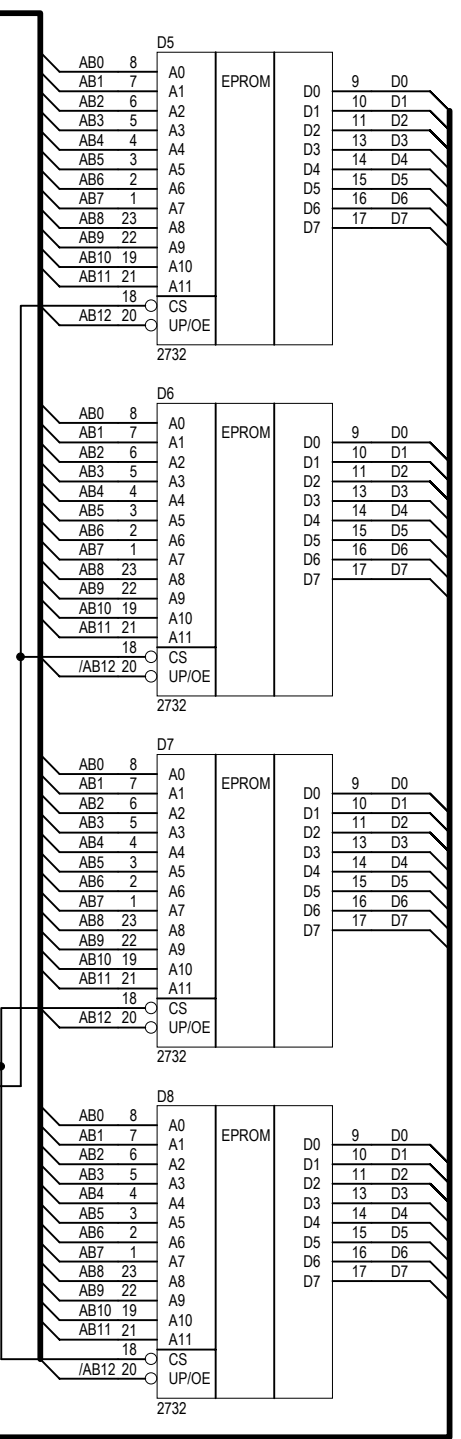 D5
AB0 8 A0 EPROM D0 9 D0
AB1 7 A1 D1 10 D1
AB2 6 A2 D2 11 D2
AB3 5 A3 D3 13 D3
AB4 4 A4 D4 14 D4
AB5 3 A5 D5 15 D5
AB6 2 A6 D6 16 D6
AB7 1 A7 D7 17 D7
AB8 23 A8
AB9 22 A9
AB10 19 A10
AB11 21 A11
18 CS
AB12 20 UP/OE
2732
D6
AB0 8 A0 EPROM D0 9 D0
AB1 7 A1 D1 10 D1
AB2 6 A2 D2 11 D2
AB3 5 A3 D3 13 D3
AB4 4 A4 D4 14 D4
AB5 3 A5 D5 15 D5
AB6 2 A6 D6 16 D6
AB7 1 A7 D7 17 D7
AB8 23 A8
AB9 22 A9
AB10 19 A10
AB11 21 A11
18 CS
/AB12 20 UP/OE
2732
D7
AB0 8 A0 EPROM D0 9 D0
AB1 7 A1 D1 10 D1
AB2 6 A2 D2 11 D2
AB3 5 A3 D3 13 D3
AB4 4 A4 D4 14 D4
AB5 3 A5 D5 15 D5
AB6 2 A6 D6 16 D6
AB7 1 A7 D7 17 D7
AB8 23 A8
AB9 22 A9
AB10 19 A10
AB11 21 A11
18 CS
AB12 20 UP/OE
2732
D8
AB0 8 A0 EPROM D0 9 D0
AB1 7 A1 D1 10 D1
AB2 6 A2 D2 11 D2
AB3 5 A3 D3 13 D3
AB4 4 A4 D4 14 D4
AB5 3 A5 D5 15 D5
AB6 2 A6 D6 16 D6
AB7 1 A7 D7 17 D7
AB8 23 A8
AB9 22 A9
AB10 19 A10
AB11 21 A11
18 CS
/AB12 20 UP/OE
2732